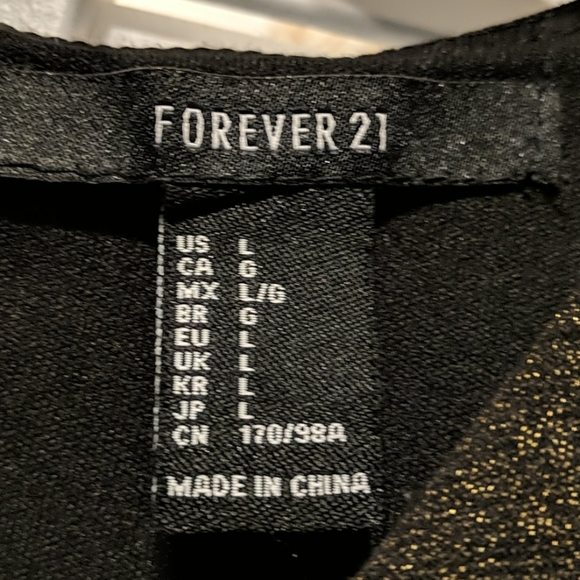 FOREVER 21
US L
CA G
MX L/G
BR G
EU L
UK L
KR L
JP L
CN 170/98A
MADE IN CHINA